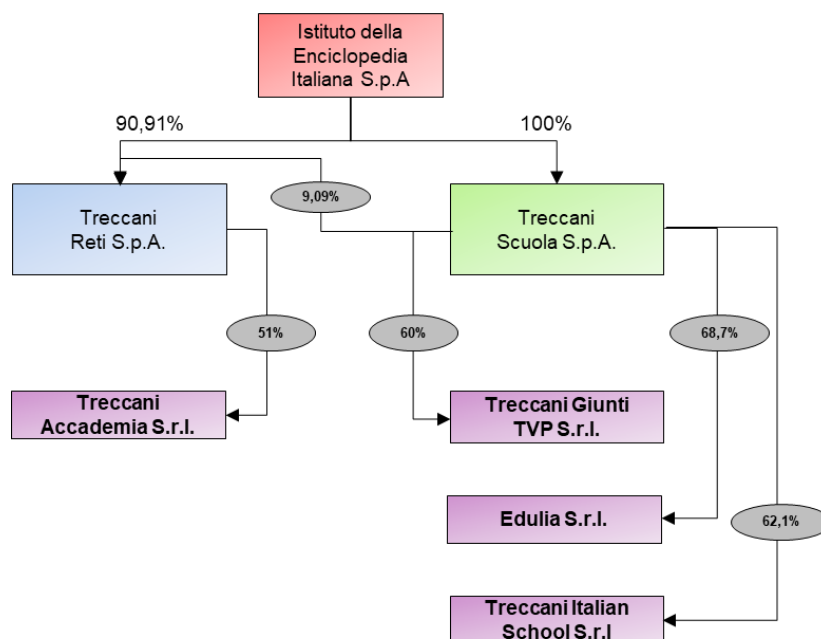 Istituto della
Enciclopedia
Italiana S.p.A
90,91%
100%
9,09%
Treccani
Reti S.p.A.
Treccani
Scuola S.p.A.
51%
60%
68,7%
Treccani
Accademia S.r.l.
Treccani Giunti
TVP S.r.l.
Edulia S.r.l.
62,1%
Treccani Italian
School S.r.l